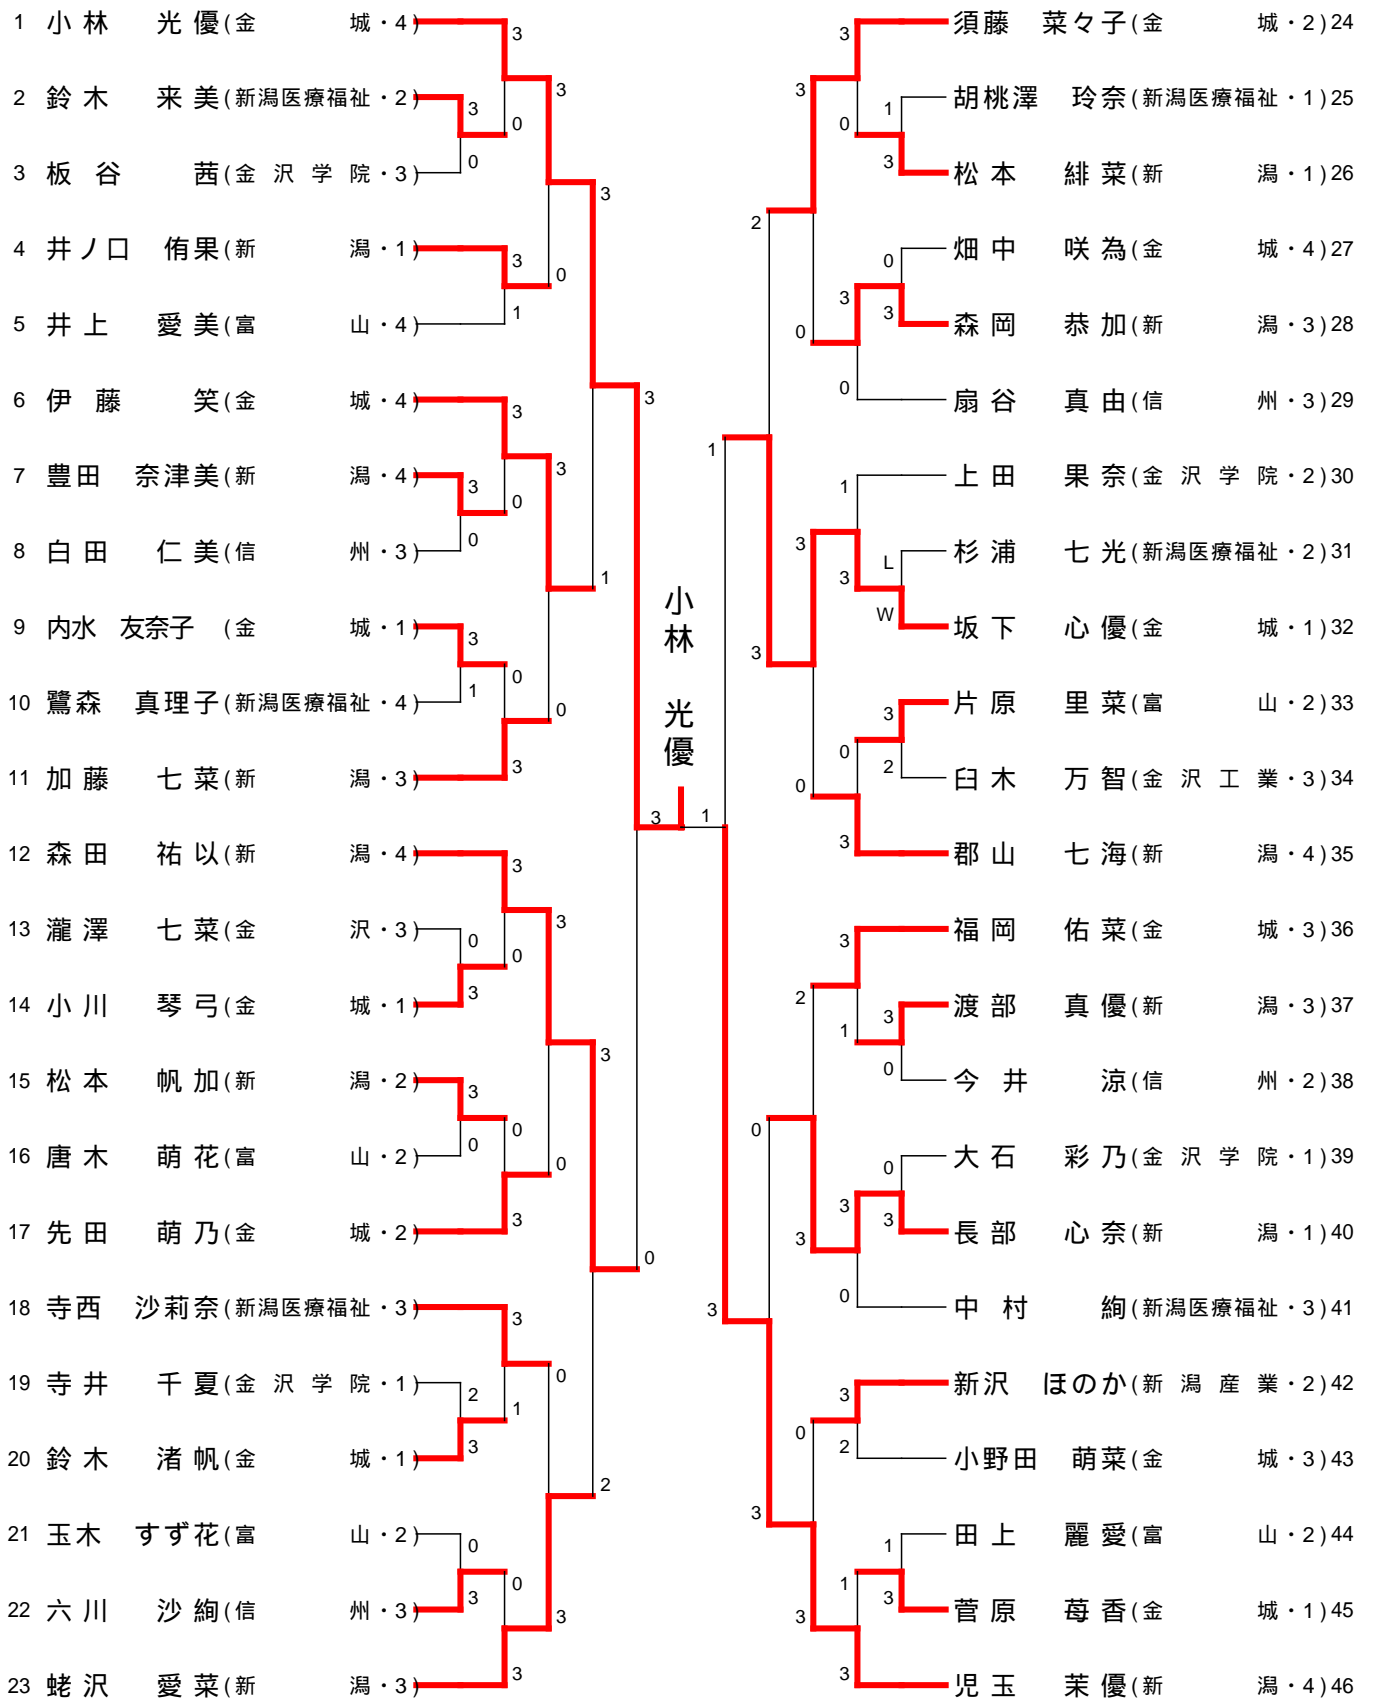 1 小林 光優(金 城・4)
2 鈴木 来美(新潟医療福祉・2)
3 板谷 茜(金沢学院・3)
4 井ノ口 侑果(新 潟・1)
5 井上 愛美(富 山・4)
6 伊藤 笑(金 城・4)
7 豊田 奈津美(新 潟・4)
8 白田 仁美(信 州・3)
9 内水 友奈子 (金 城・1)
10 鷺森 真理子(新潟医療福祉・4)
11 加藤 七菜(新 潟・3)
12 森田 祐以(新 潟・4)
13 瀧澤 七菜(金 沢・3)
14 小川 琴弓(金 城・1)
15 松本 帆加(新 潟・2)
16 唐木 萌花(富 山・2)
17 先田 萌乃(金 城・2)
18 寺西 沙莉奈(新潟医療福祉・3)
19 寺井 千夏(金沢学院・1)
20 鈴木 渚帆(金 城・1)
21 玉木 すず花(富 山・2)
22 六川 沙絢(信 州・3)
23 蛯沢 愛菜(新 潟・3)
3
3
0
3
0
3
3
0
1
3
3
3
3
0
0
1
3
0
1
0
3
3
3
0
0
3
3
3
0
0
0
3
0
3
0
2
1
3
2
0
0
3
3
3
小林 光優
3 1
須藤 菜々子(金 城・2)24
胡桃澤 玲奈(新潟医療福祉・1)25
松本 緋菜(新 潟・1)26
畑中 咲為(金 城・4)27
森岡 恭加(新 潟・3)28
扇谷 真由(信 州・3)29
上田 果奈(金沢学院・2)30
杉浦 七光(新潟医療福祉・2)31
坂下 心優(金 城・1)32
片原 里菜(富 山・2)33
臼木 万智(金沢工業・3)34
郡山 七海(新 潟・4)35
福岡 佑菜(金 城・3)36
渡部 真優(新 潟・3)37
今井 涼(信 州・2)38
大石 彩乃(金沢学院・1)39
長部 心奈(新 潟・1)40
中村 絢(新潟医療福祉・3)41
新沢 ほのか(新潟産業・2)42
小野田 萌菜(金 城・3)43
田上 麗愛(富 山・2)44
菅原 苺香(金 城・1)45
児玉 茉優(新 潟・4)46
3
3
1
0
3
2
0
3
3
0
0
1
1
3
3
L
W
3
3
0
2
0
3
3
2
3
1
0
0
0
3
3
3
0
3
3
0
2
3
1
1
3
3
3